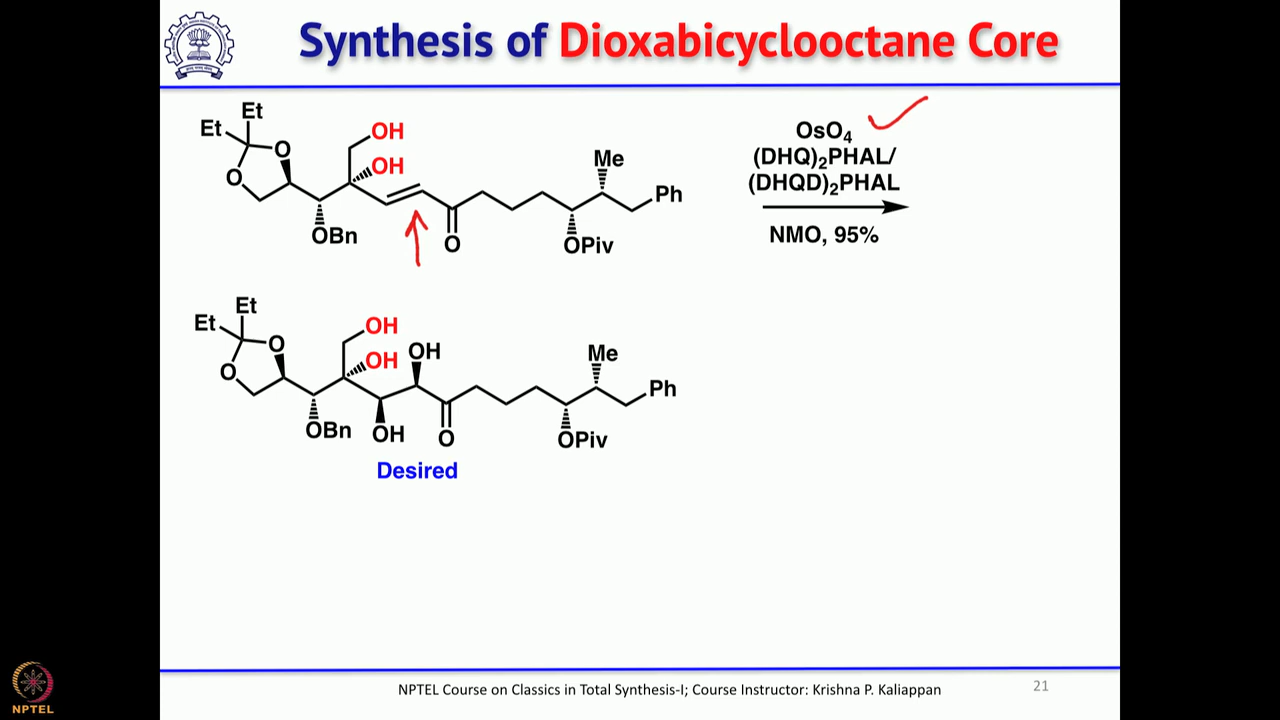 Synthesis of Dioxabicyclooctane Core
Et
Et
O
O
OH
OH
OBn
O
Me
Ph
OPiv
OsO4
(DHQ)2PHAL/
(DHQD)2PHAL
NMO, 95%
Et
Et
O
O
OH
OH
OH
OBn
OH
O
Me
Ph
OPiv
Desired
NPTEL Course on Classics in Total Synthesis-I; Course Instructor: Krishna P. Kaliappan
21
NPTEL